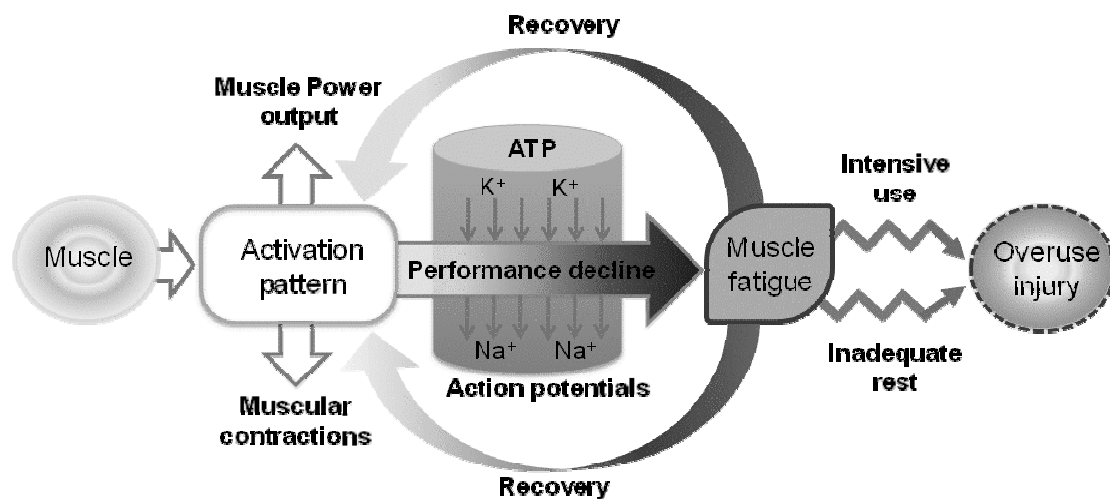 Recovery
Muscle Power
output
ATP
K+ K+
Intensive
use
Muscle
Activation
pattern
Performance decline
Muscle
fatigue
Overuse
injury
Na+ Na+
Action potentials
Inadequate
rest
Muscular
contractions
Recovery